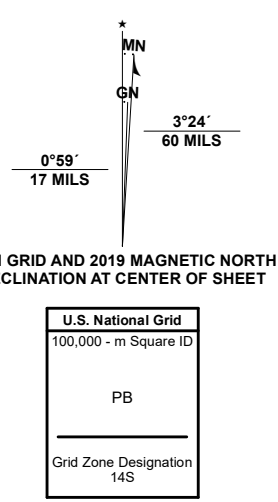 MN
GN
3°24´
60 MILS
0°59´
17 MILS
GRID AND 2019 MAGNETIC NORTH
CLINATION AT CENTER OF SHEET
U.S. National Grid
100,000 - m Square ID
PB
Grid Zone Designation
14S